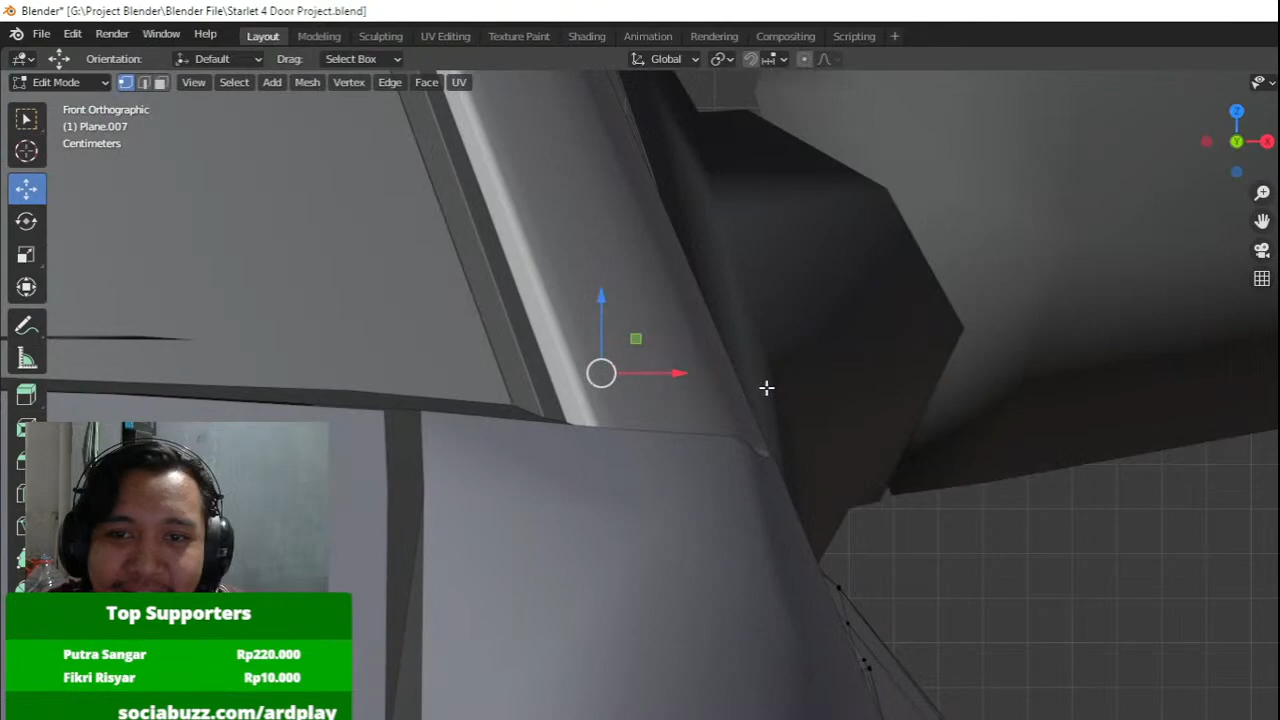 Blender* [G:\Project Blender\Blender File\Starlet 4 Door Project.blend]
File Edit Render Window Help Layout Modeling Sculpting UV Editing Texture Paint Shading Animation Rendering Compositing Scripting +
Orientation: Default Drag: Select Box Global
Edit Mode View Select Add Mesh Vertex Edge Face UV
Front Orthographic
(1) Plane.007
Centimeters
Z
Y
X
Top Supporters
Putra Sangar Rp220.000
Fikri Risyar Rp10.000
sociabuzz.com/ardplay